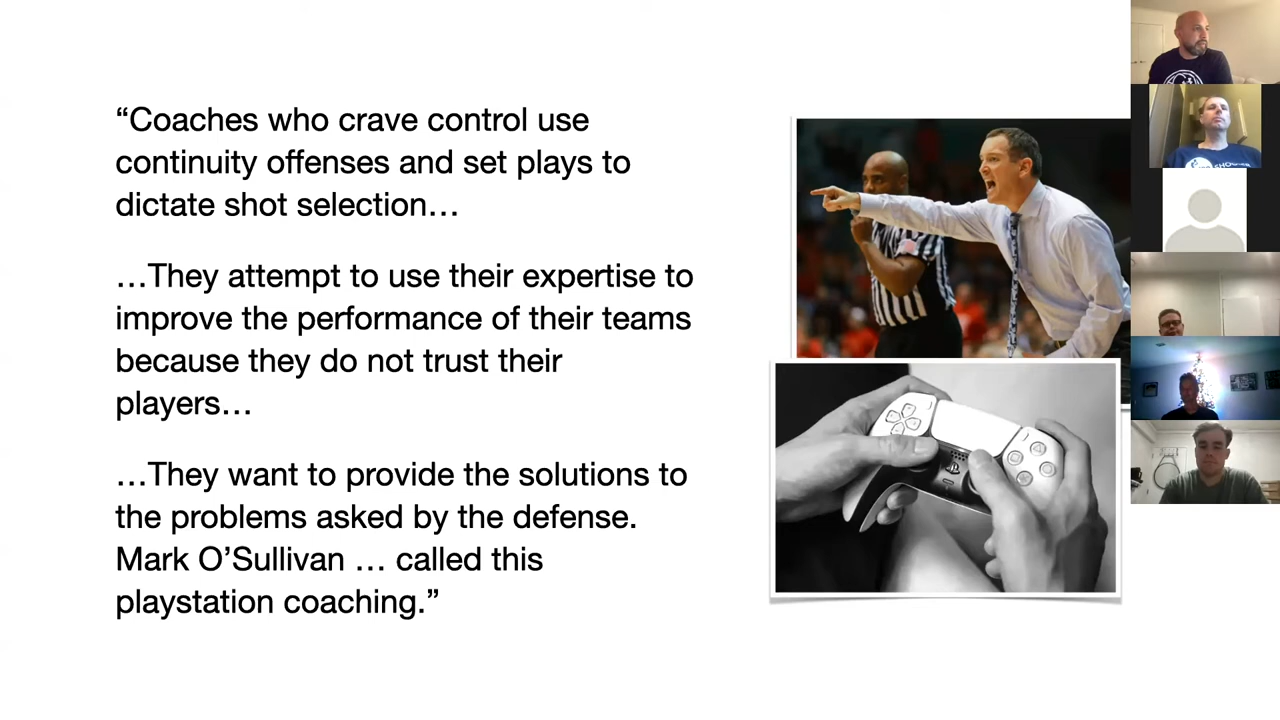 “Coaches who crave control use
continuity offenses and set plays to
dictate shot selection…
…They attempt to use their expertise to
improve the performance of their teams
because they do not trust their
players…
…They want to provide the solutions to
the problems asked by the defense.
Mark O’Sullivan … called this
playstation coaching.”